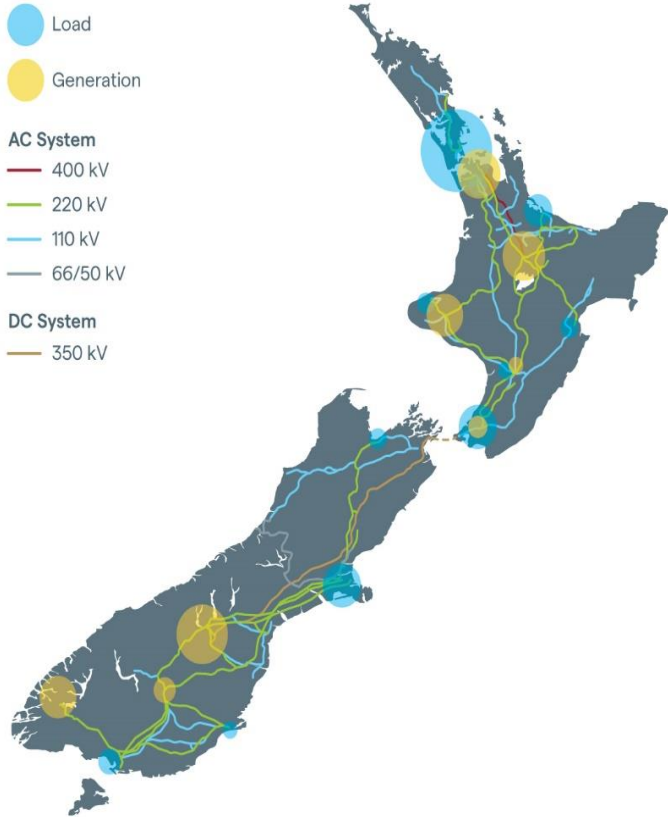 Load
Generation
AC System
400 kV
220 kV
110 kV
66/50 kV
DC System
350 kV